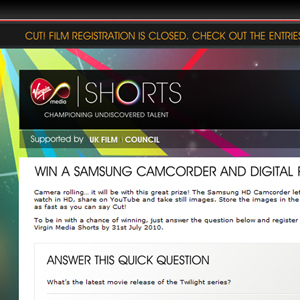 CUT! FILM REGISTRATION IS CLOSED. CHECK OUT THE ENTRIES
Virgin media SHORTS
CHAMPIONING UNDISCOVERED TALENT
Supported by UK FILM COUNCIL
WIN A SAMSUNG CAMCORDER AND DIGITAL
Camera rolling... it will be with this great prize! The Samsung HD Camcorder let
watch in HD, share on YouTube and take still images. Store the images in the
as fast as you can say Cut!
To be in with a chance of winning, just answer the question below and register
Virgin Media Shorts by 31st July 2010.
ANSWER THIS QUICK QUESTION
What's the latest movie release of the Twilight series?